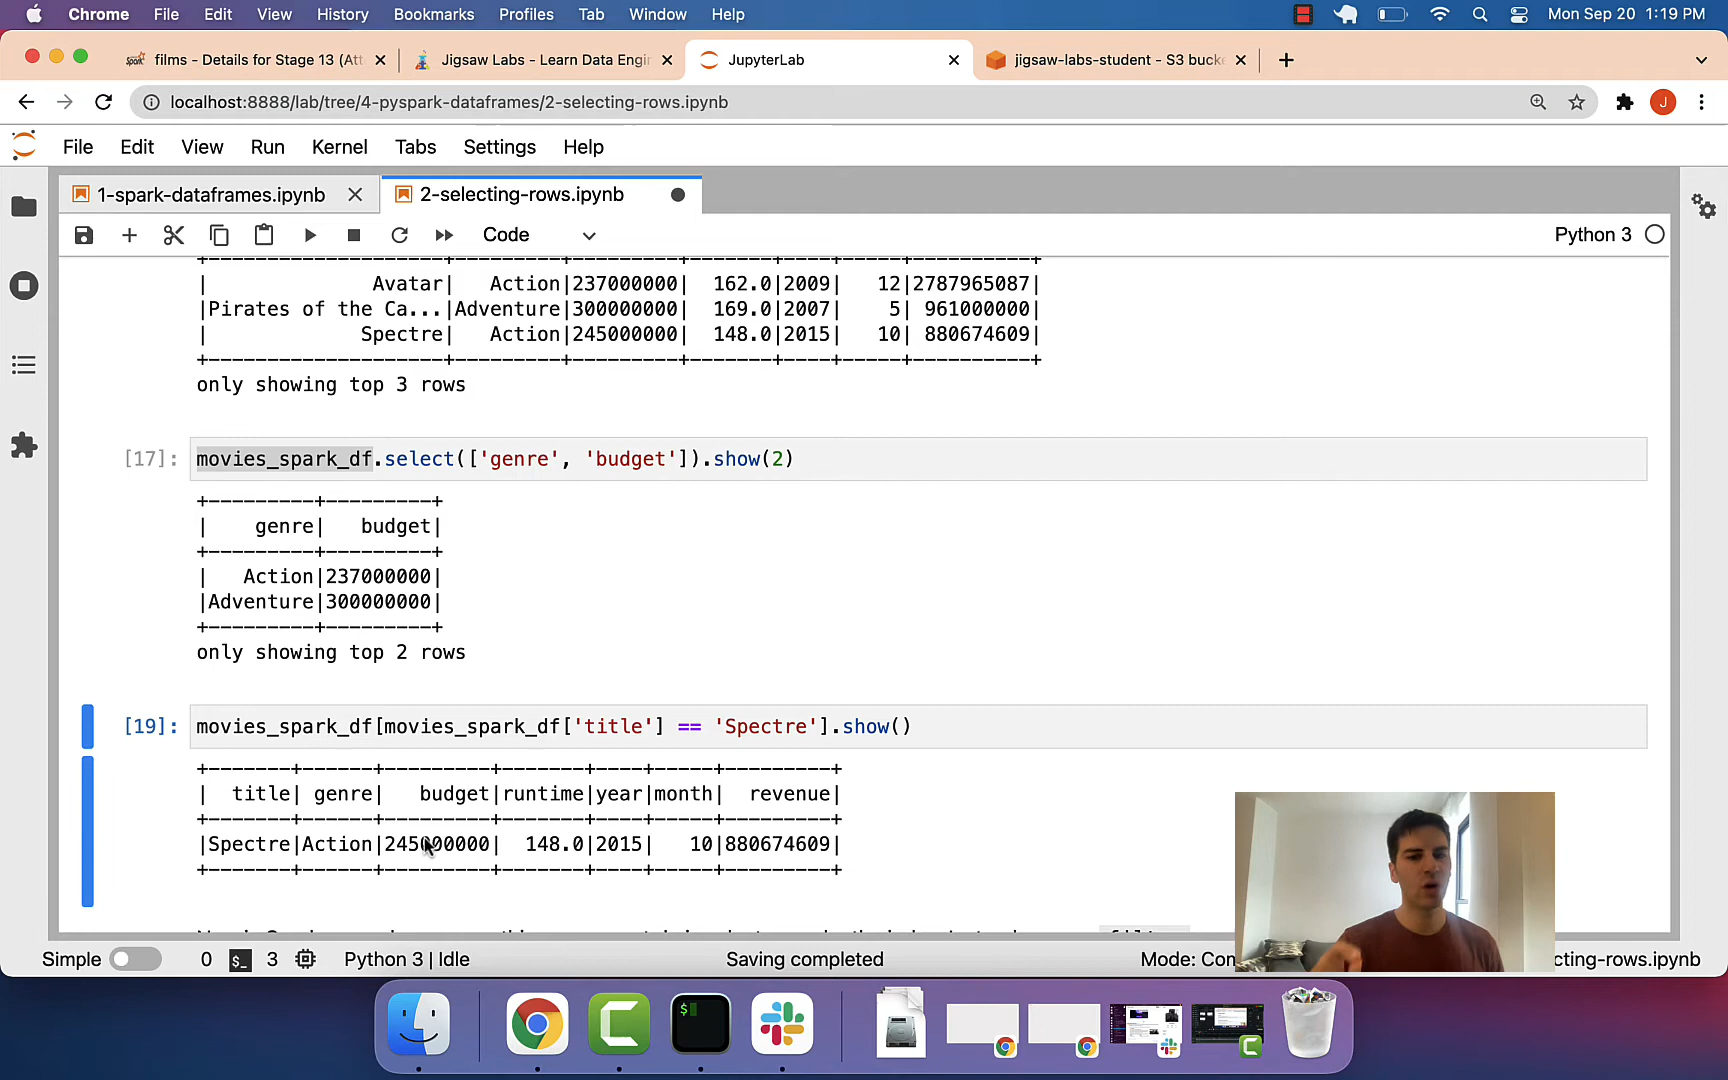 Chrome File Edit View History Bookmarks Profiles Tab Window Help Mon Sep 20 1:19 PM
films - Details for Stage 13 (Att Jigsaw Labs - Learn Data Engi JupyterLab jigsaw-labs-student - S3 bucke
localhost:8888/lab/tree/4-pyspark-dataframes/2-selecting-rows.ipynb J
File Edit View Run Kernel Tabs Settings Help
1-spark-dataframes.ipynb 2-selecting-rows.ipynb
Code Python 3
+--------------------+---------+---------+-------+----+-----+----------+
| Avatar| Action|237000000| 162.0|2009| 12|2787965087|
|Pirates of the Ca...|Adventure|300000000| 169.0|2007| 5| 961000000|
| Spectre| Action|245000000| 148.0|2015| 10| 880674609|
+--------------------+---------+---------+-------+----+-----+----------+
only showing top 3 rows
[17]: movies_spark_df.select(['genre', 'budget']).show(2)
+---------+---------+
| genre| budget|
+---------+---------+
| Action|237000000|
|Adventure|300000000|
+---------+---------+
only showing top 2 rows
[19]: movies_spark_df[movies_spark_df['title'] == 'Spectre'].show()
+-------+------+---------+-------+----+-----+---------+
| title| genre| budget|runtime|year|month| revenue|
+-------+------+---------+-------+----+-----+---------+
|Spectre|Action|245000000| 148.0|2015| 10|880674609|
+-------+------+---------+-------+----+-----+---------+
Simple 0 $_ 3 Python 3 | Idle Saving completed Mode: Con cting-rows.ipynb
$